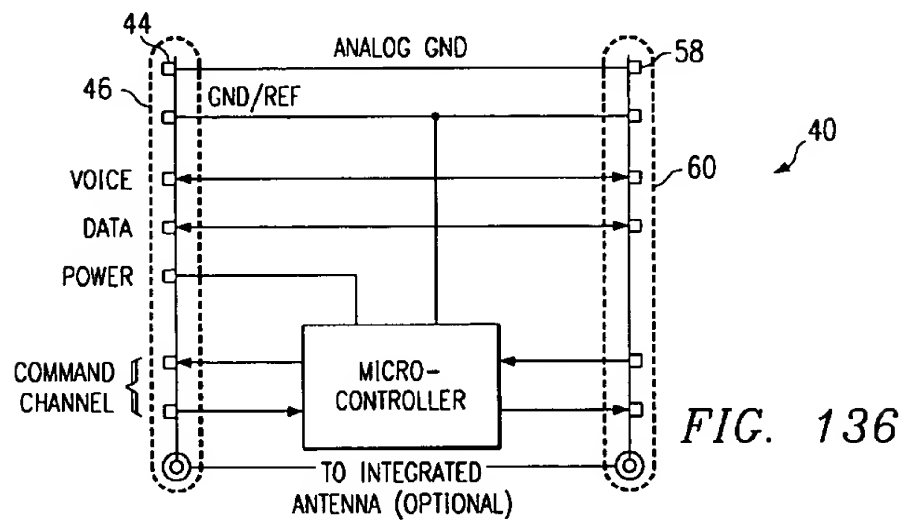 44
ANALOG GND
58
46
GND/REF
40
VOICE
60
DATA
POWER
COMMAND
CHANNEL
MICRO-
CONTROLLER
FIG. 136
TO INTEGRATED
ANTENNA (OPTIONAL)